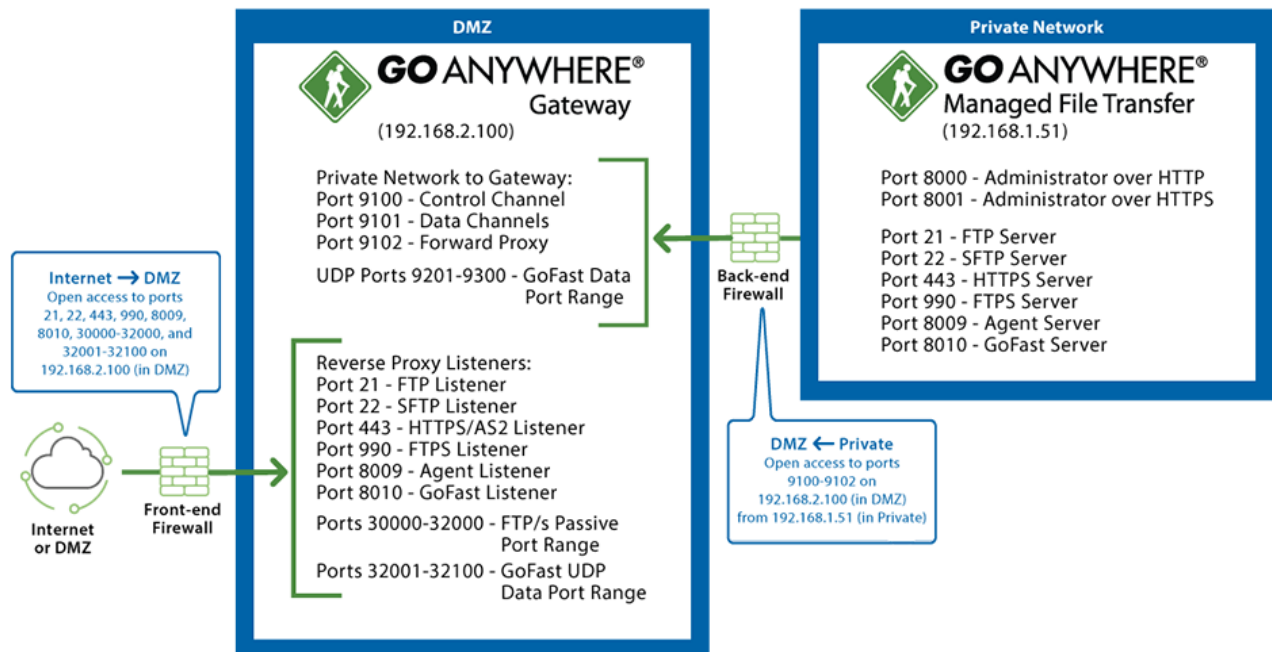 DMZ
GO ANYWHERE®
Gateway
(192.168.2.100)
Private Network to Gateway:
Port 9100 - Control Channel
Port 9101 - Data Channels
Port 9102 - Forward Proxy
UDP Ports 9201-9300 - GoFast Data
Port Range
Reverse Proxy Listeners:
Port 21 - FTP Listener
Port 22 - SFTP Listener
Port 443 - HTTPS/AS2 Listener
Port 990 - FTPS Listener
Port 8009 - Agent Listener
Port 8010 - GoFast Listener
Ports 30000-32000 - FTP/s Passive
Port Range
Ports 32001-32100 - GoFast UDP
Data Port Range
Internet → DMZ
Open access to ports
21, 22, 443, 990, 8009,
8010, 30000-32000, and
32001-32100 on
192.168.2.100 (in DMZ)
Internet
or DMZ
Front-end
Firewall
Back-end
Firewall
DMZ ← Private
Open access to ports
9100-9102 on
192.168.2.100 (in DMZ)
from 192.168.1.51 (in Private)
Private Network
GO ANYWHERE®
Managed File Transfer
(192.168.1.51)
Port 8000 - Administrator over HTTP
Port 8001 - Administrator over HTTPS
Port 21 - FTP Server
Port 22 - SFTP Server
Port 443 - HTTPS Server
Port 990 - FTPS Server
Port 8009 - Agent Server
Port 8010 - GoFast Server